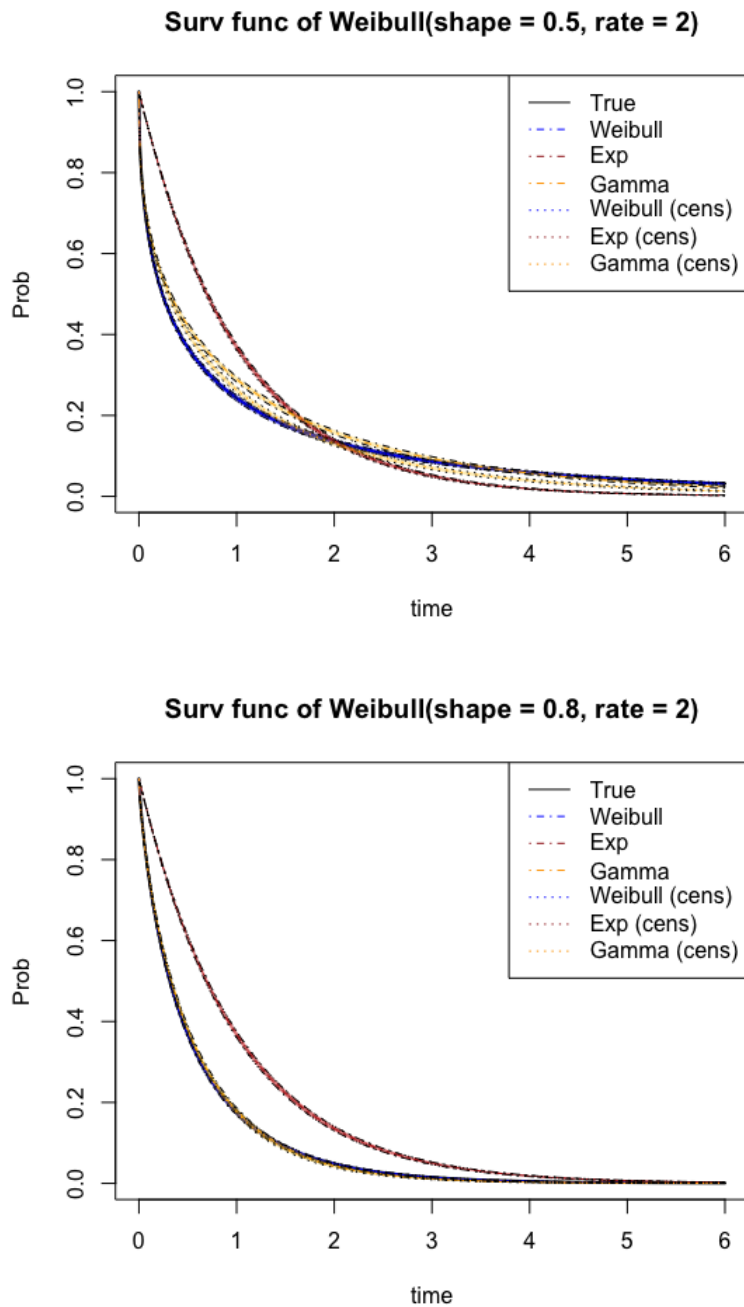 Surv func of Weibull(shape = 0.5, rate = 2)
True
Weibull
Exp
Gamma
Weibull (cens)
Exp (cens)
Gamma (cens)
Prob
1.0
0.8
0.6
0.4
0.2
0.0
0 1 2 3 4 5 6
time
Surv func of Weibull(shape = 0.8, rate = 2)
True
Weibull
Exp
Gamma
Weibull (cens)
Exp (cens)
Gamma (cens)
Prob
1.0
0.8
0.6
0.4
0.2
0.0
0 1 2 3 4 5 6
time